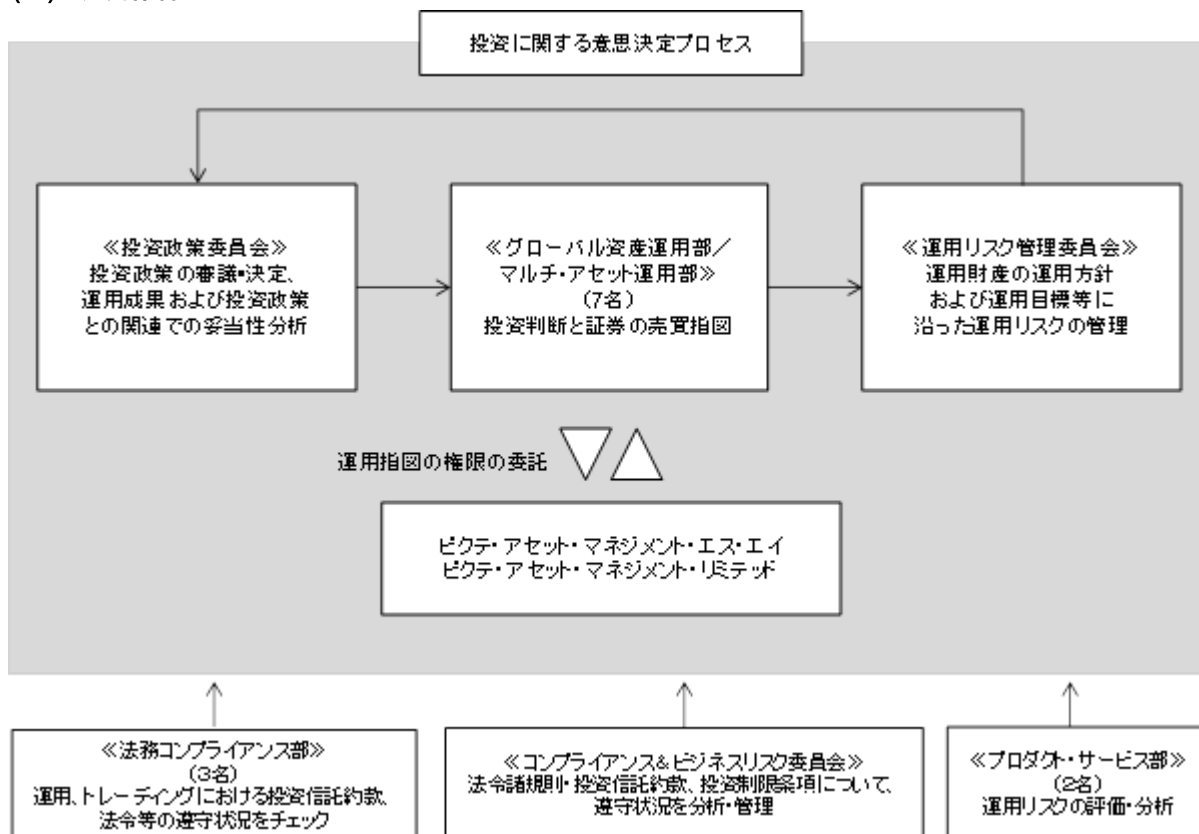 投資に関する意思決定プロセス
≪投資政策委員会≫
投資政策の審議・決定、
運用成果および投資政策
との関連での妥当性分析
≪グローバル資産運用部／
マルチ・アセット運用部≫
(7名)
投資判断と証券の売買指図
≪運用リスク管理委員会≫
運用財産の運用方針
および運用目標等に
沿った運用リスクの管理
運用指図の権限の委託
ピクテ・アセット・マネジメント・エス・エイ
ピクテ・アセット・マネジメント・リミテッド
≪法務コンプライアンス部≫
(3名)
運用、トレーディングにおける投資信託約款、
法令等の遵守状況をチェック
≪コンプライアンス&ビジネスリスク委員会≫
法令諸規則・投資信託約款、投資制限条項について、
遵守状況を分析・管理
≪プロダクト・サービス部≫
(2名)
運用リスクの評価・分析